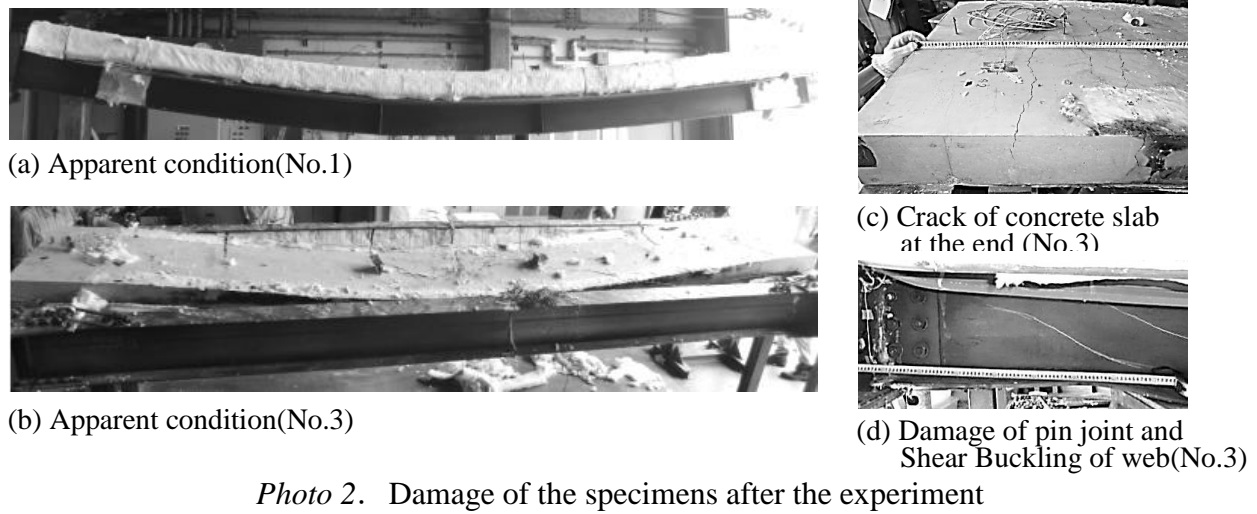 (a) Apparent condition(No.1)
(b) Apparent condition(No.3)
(c) Crack of concrete slab
at the end (No.3)
(d) Damage of pin joint and
Shear Buckling of web(No.3)
Photo 2. Damage of the specimens after the experiment